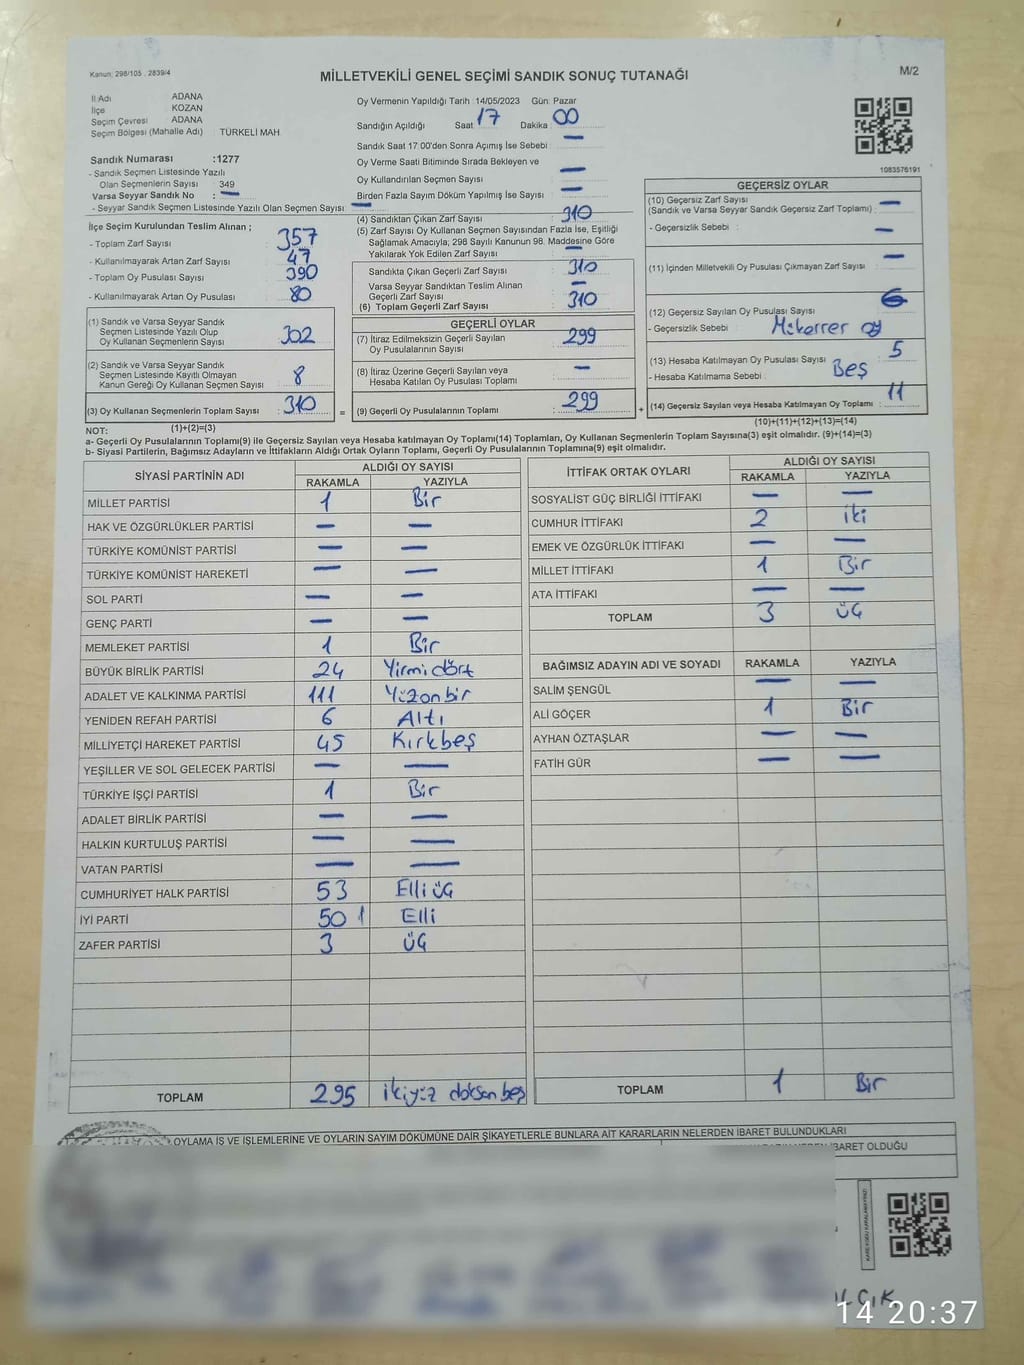 Kanun: 298/105 . 2839/4
MİLLETVEKİLİ GENEL SEÇİMİ SANDIK SONUÇ TUTANAĞI
M/2
İl Adı ADANA
İlçe KOZAN
Seçim Çevresi ADANA
Seçim Bölgesi (Mahalle Adı) TÜRKELİ MAH
Sandık Numarası :1277
- Sandık Seçmen Listesinde Yazılı
Olan Seçmenlerin Sayısı 349
Varsa Seyyar Sandık No : —
- Seyyar Sandık Seçmen Listesinde Yazılı Olan Seçmen Sayısı: —
Oy Vermenin Yapıldığı Tarih :14/05/2023 Gün: Pazar
Sandığın Açıldığı Saat 17 Dakika 00
Sandık Saat 17:00'den Sonra Açımış İse Sebebi —
Oy Verme Saati Bitiminde Sırada Bekleyen ve
Oy Kullandırılan Seçmen Sayısı —
Birden Fazla Sayım Döküm Yapılmış İse Sayısı —
1083576191
İlçe Seçim Kurulundan Teslim Alınan ;
- Toplam Zarf Sayısı : 357
- Kullanılmayarak Artan Zarf Sayısı : 47
- Toplam Oy Pusulası Sayısı : 390
- Kullanılmayarak Artan Oy Pusulası : 80
(1) Sandık ve Varsa Seyyar Sandık
Seçmen Listesinde Yazılı Olup
Oy Kullanan Seçmenlerin Sayısı : 302
(2) Sandık ve Varsa Seyyar Sandık
Seçmen Listesinde Kayıtlı Olmayan
Kanun Gereği Oy Kullanan Seçmen Sayısı : 8
(3) Oy Kullanan Seçmenlerin Toplam Sayısı : 310
(1)+(2)=(3)
(4) Sandıktan Çıkan Zarf Sayısı : 310
(5) Zarf Sayısı Oy Kullanan Seçmen Sayısından Fazla İse, Eşitliği
Sağlamak Amacıyla; 298 Sayılı Kanunun 98. Maddesine Göre
Yakılarak Yok Edilen Zarf Sayısı : —
Sandıkta Çıkan Geçerli Zarf Sayısı : 310
Varsa Seyyar Sandıktan Teslim Alınan
Geçerli Zarf Sayısı : —
(6) Toplam Geçerli Zarf Sayısı : 310
GEÇERLİ OYLAR
(7) İtiraz Edilmeksizin Geçerli Sayılan
Oy Pusulalarının Sayısı : 299
(8) İtiraz Üzerine Geçerli Sayılan veya
Hesaba Katılan Oy Pusulası Toplamı : —
= (9) Geçerli Oy Pusulalarının Toplamı : 299 +
GEÇERSİZ OYLAR
(10) Geçersiz Zarf Sayısı
(Sandık ve Varsa Seyyar Sandık Geçersiz Zarf Toplamı) : —
- Geçersizlik Sebebi : —
(11) İçinden Milletvekili Oy Pusulası Çıkmayan Zarf Sayısı : —
(12) Geçersiz Sayılan Oy Pusulası Sayısı : 6
- Geçersizlik Sebebi : Mükerrer oy
(13) Hesaba Katılmayan Oy Pusulası Sayısı : 5
- Hesaba Katılmama Sebebi : Beş
(14) Geçersiz Sayılan veya Hesaba Katılmayan Oy Toplamı : 11
(10)+(11)+(12)+(13)=(14)
NOT:
a- Geçerli Oy Pusulalarının Toplamı(9) ile Geçersiz Sayılan veya Hesaba katılmayan Oy Toplamı(14) Toplamları, Oy Kullanan Seçmenlerin Toplam Sayısına(3) eşit olmalıdır. (9)+(14)=(3)
b- Siyasi Partilerin, Bağımsız Adayların ve İttifakların Aldığı Ortak Oyların Toplamı, Geçerli Oy Pusulalarının Toplamına(9) eşit olmalıdır.
SİYASİ PARTİNİN ADI ALDIĞI OY SAYISI
RAKAMLA YAZIYLA
MİLLET PARTİSİ 1 Bir
HAK VE ÖZGÜRLÜKLER PARTİSİ — —
TÜRKİYE KOMÜNİST PARTİSİ — —
TÜRKİYE KOMÜNİST HAREKETİ — —
SOL PARTİ — —
GENÇ PARTİ — —
MEMLEKET PARTİSİ 1 Bir
BÜYÜK BİRLİK PARTİSİ 24 Yirmidört
ADALET VE KALKINMA PARTİSİ 111 Yüzonbir
YENİDEN REFAH PARTİSİ 6 Altı
MİLLİYETÇİ HAREKET PARTİSİ 45 Kırkbeş
YEŞİLLER VE SOL GELECEK PARTİSİ — —
TÜRKİYE İŞÇİ PARTİSİ 1 Bir
ADALET BİRLİK PARTİSİ — —
HALKIN KURTULUŞ PARTİSİ — —
VATAN PARTİSİ — —
CUMHURİYET HALK PARTİSİ 53 Elli üç
İYİ PARTİ 50 1 Elli
ZAFER PARTİSİ 3 üç
TOPLAM 295 ikiyüz doksan beş
İTTİFAK ORTAK OYLARI ALDIĞI OY SAYISI
RAKAMLA YAZIYLA
SOSYALİST GÜÇ BİRLİĞİ İTTİFAKI — —
CUMHUR İTTİFAKI 2 iki
EMEK VE ÖZGÜRLÜK İTTİFAKI — —
MİLLET İTTİFAKI 1 Bir
ATA İTTİFAKI — —
TOPLAM 3 üç
BAĞIMSIZ ADAYIN ADI VE SOYADI RAKAMLA YAZIYLA
SALİM ŞENGÜL — —
ALİ GÖÇER 1 Bir
AYHAN ÖZTAŞLAR — —
FATİH GÜR — —
TOPLAM 1 Bir
OYLAMA İŞ VE İŞLEMLERİNE VE OYLARIN SAYIM DÖKÜMÜNE DAİR ŞİKAYETLERLE BUNLARA AİT KARARLARIN NELERDEN İBARET BULUNDUKLARI
İBARET OLDUĞU
14 20:37